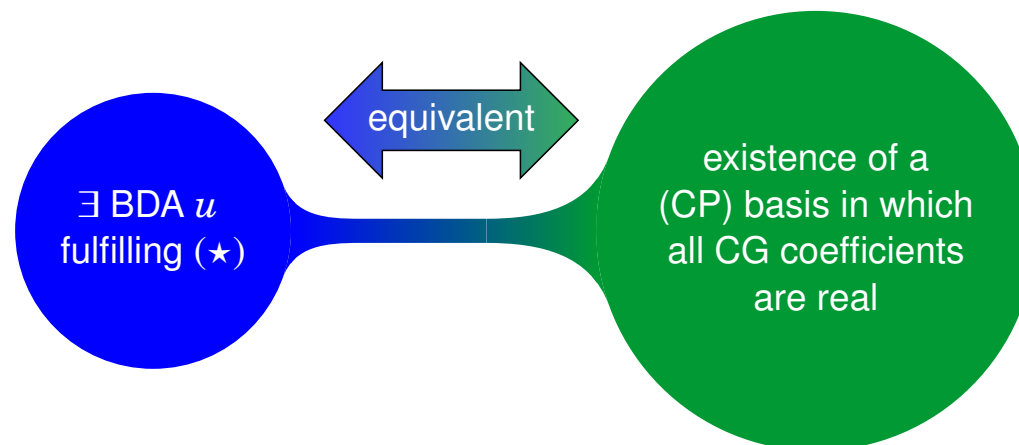 ∃ BDA u
fulfilling (⋆)
equivalent
existence of a
(CP) basis in which
all CG coefficients
are real